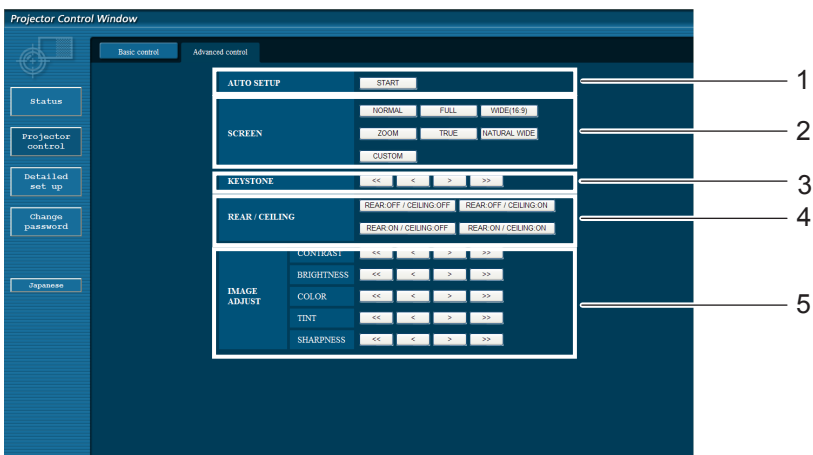 Projector Control Window
Basic control Advanced control
Status
Projector
control
Detailed
set up
Change
password
Japanese
AUTO SETUP START 1
SCREEN NORMAL FULL WIDE(16:9)
ZOOM TRUE NATURAL WIDE 2
CUSTOM
KEYSTONE << < > >> 3
REAR / CEILING REAR:OFF / CEILING:OFF REAR:OFF / CEILING:ON
REAR:ON / CEILING:OFF REAR:ON / CEILING:ON 4
IMAGE
ADJUST
CONTRAST << < > >>
BRIGHTNESS << < > >>
COLOR << < > >> 5
TINT << < > >>
SHARPNESS << < > >>